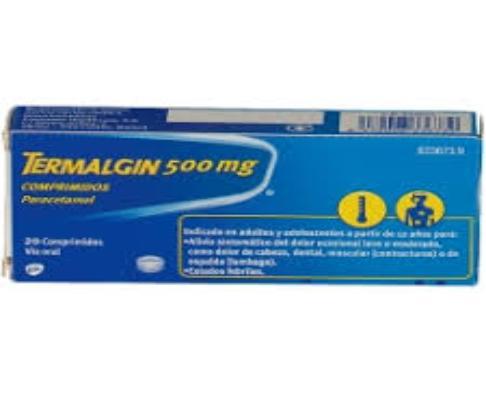 TERMALGIN 500 mg
COMPRIMIDOS
Paracetamol
20 Comprimidos
Vía oral
Indicado en adultos y adolescentes a partir de 12 años para:
•Alivio sintomático del dolor ocasional leve o moderado,
como dolor de cabeza, dental, muscular (contracturas) o de
espalda (lumbago).
•Estados febriles.